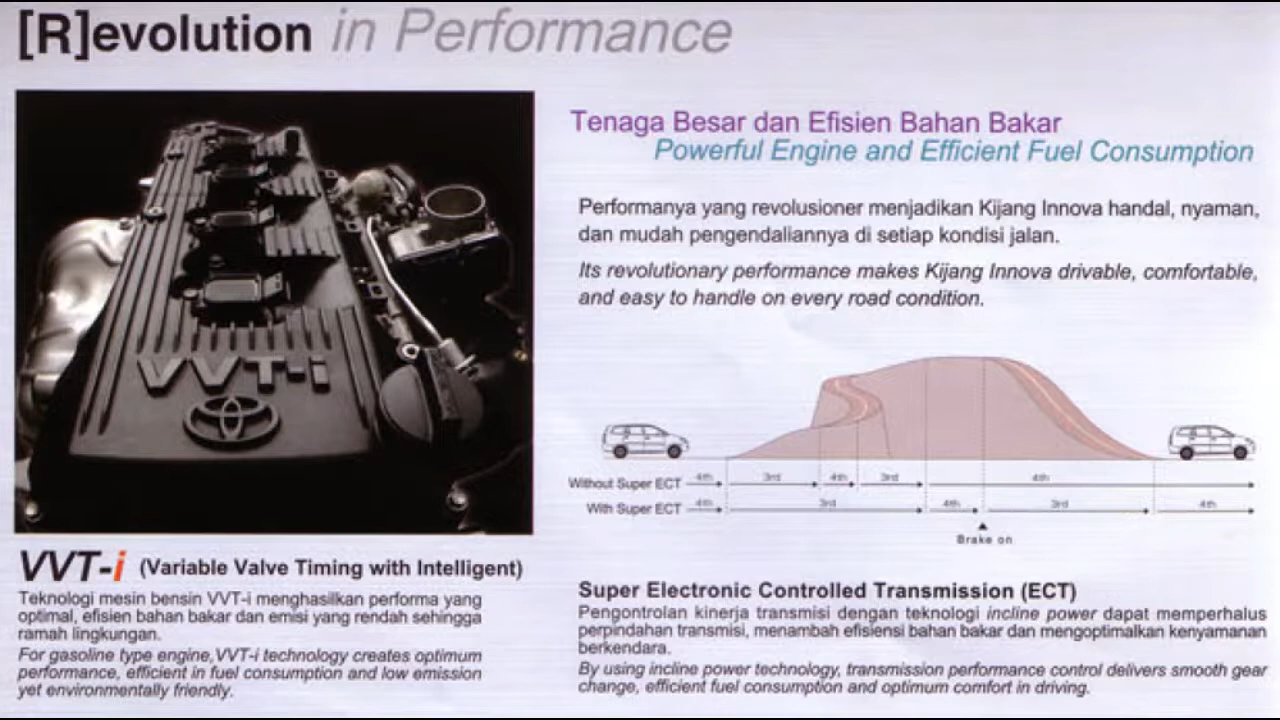 [R]evolution in Performance
VVT-i
Tenaga Besar dan Efisien Bahan Bakar
Powerful Engine and Efficient Fuel Consumption
Performanya yang revolusioner menjadikan Kijang Innova handal, nyaman,
dan mudah pengendaliannya di setiap kondisi jalan.
Its revolutionary performance makes Kijang Innova drivable, comfortable,
and easy to handle on every road condition.
Without Super ECT 4th 3rd 4th 3rd 4th
With Super ECT 4th 3rd 4th 3rd 4th
Brake on
VVT-i (Variable Valve Timing with Intelligent)
Teknologi mesin bensin VVT-i menghasilkan performa yang
optimal, efisien bahan bakar dan emisi yang rendah sehingga
ramah lingkungan.
For gasoline type engine, VVT-i technology creates optimum
performance, efficient in fuel consumption and low emission
yet environmentally friendly.
Super Electronic Controlled Transmission (ECT)
Pengontrolan kinerja transmisi dengan teknologi incline power dapat memperhalus
perpindahan transmisi, menambah efisiensi bahan bakar dan mengoptimalkan kenyamanan
berkendara.
By using incline power technology, transmission performance control delivers smooth gear
change, efficient fuel consumption and optimum comfort in driving.